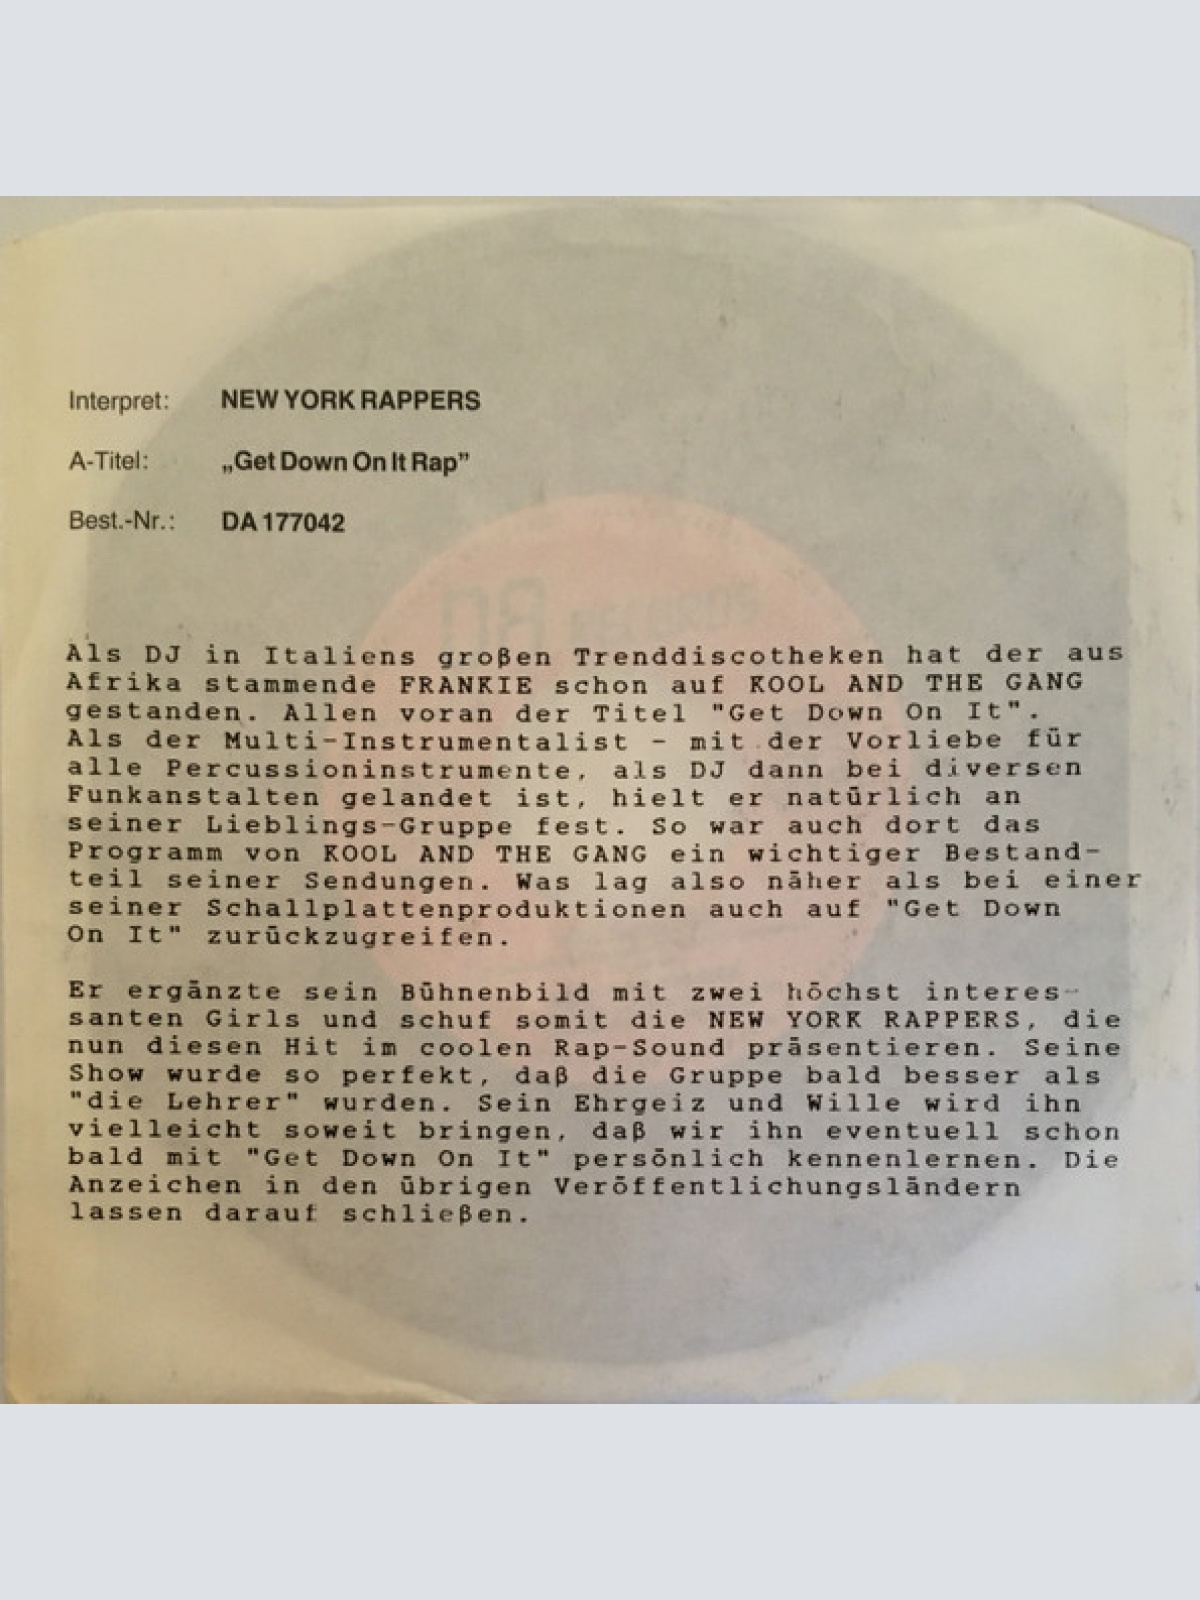 Interpret: NEW YORK RAPPERS
A-Titel: „Get Down On It Rap”
Best.-Nr.: DA 177042
DA RECORDS
Als DJ in Italiens großen Trenddiscotheken hat der aus
Afrika stammende FRANKIE schon auf KOOL AND THE GANG
gestanden. Allen voran der Titel "Get Down On It".
Als der Multi-Instrumentalist - mit der Vorliebe für
alle Percussioninstrumente, als DJ dann bei diversen
Funkanstalten gelandet ist, hielt er natürlich an
seiner Lieblings-Gruppe fest. So war auch dort das
Programm von KOOL AND THE GANG ein wichtiger Bestand-
teil seiner Sendungen. Was lag also näher als bei einer
seiner Schallplattenproduktionen auch auf "Get Down
On It" zurückzugreifen.
Er ergänzte sein Bühnenbild mit zwei höchst interes-
santen Girls und schuf somit die NEW YORK RAPPERS, die
nun diesen Hit im coolen Rap-Sound präsentieren. Seine
Show wurde so perfekt, daß die Gruppe bald besser als
"die Lehrer" wurden. Sein Ehrgeiz und Wille wird ihn
vielleicht soweit bringen, daß wir ihn eventuell schon
bald mit "Get Down On It" persönlich kennenlernen. Die
Anzeichen in den übrigen Veröffentlichungsländern
lassen darauf schließen.